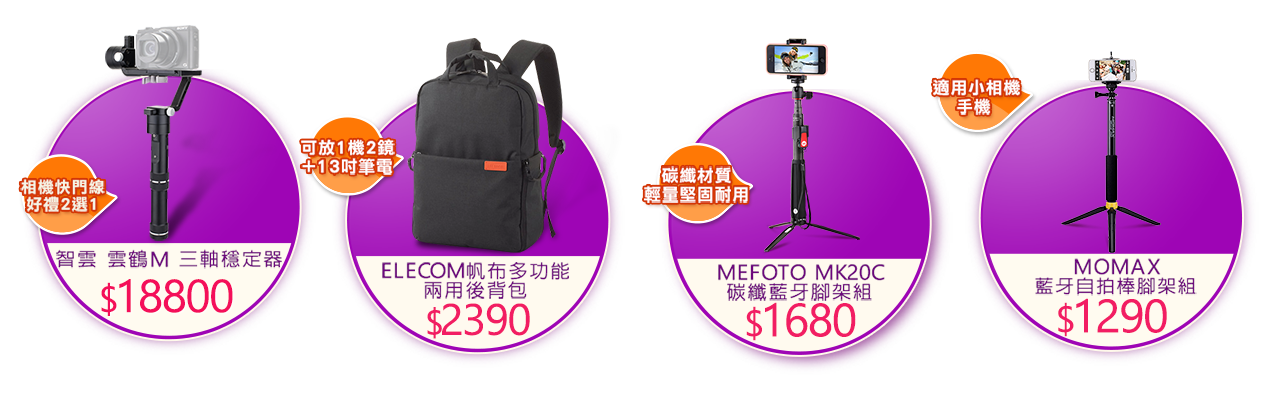 相機快門線
好禮2選1
智雲 雲鶴M 三軸穩定器
$18800
可放1機2鏡
+13吋筆電
ELECOM帆布多功能
兩用後背包
$2390
碳纖材質
輕量堅固耐用
MEFOTO MK20C
碳纖藍牙腳架組
$1680
適用小相機
手機
MOMAX
藍牙自拍棒腳架組
$1290